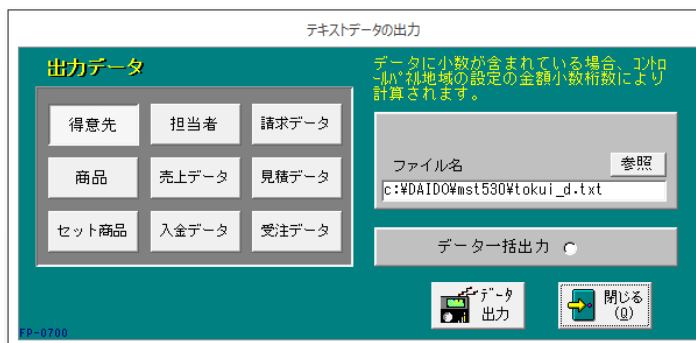 テキストデータの出力
出力データ
得意先 担当者 請求データ
商品 売上データ 見積データ
セット商品 入金データ 受注データ
データに小数が含まれている場合、ｺﾝﾄﾛ
ｰﾙﾊﾟﾈﾙ地域の設定の金額小数桁数により
計算されます。
ファイル名 参照
c:¥DAIDO¥mst530¥tokui_d.txt
データ一括出力
ﾃﾞｰﾀ
出力
閉じる
(Q)
FP-0700